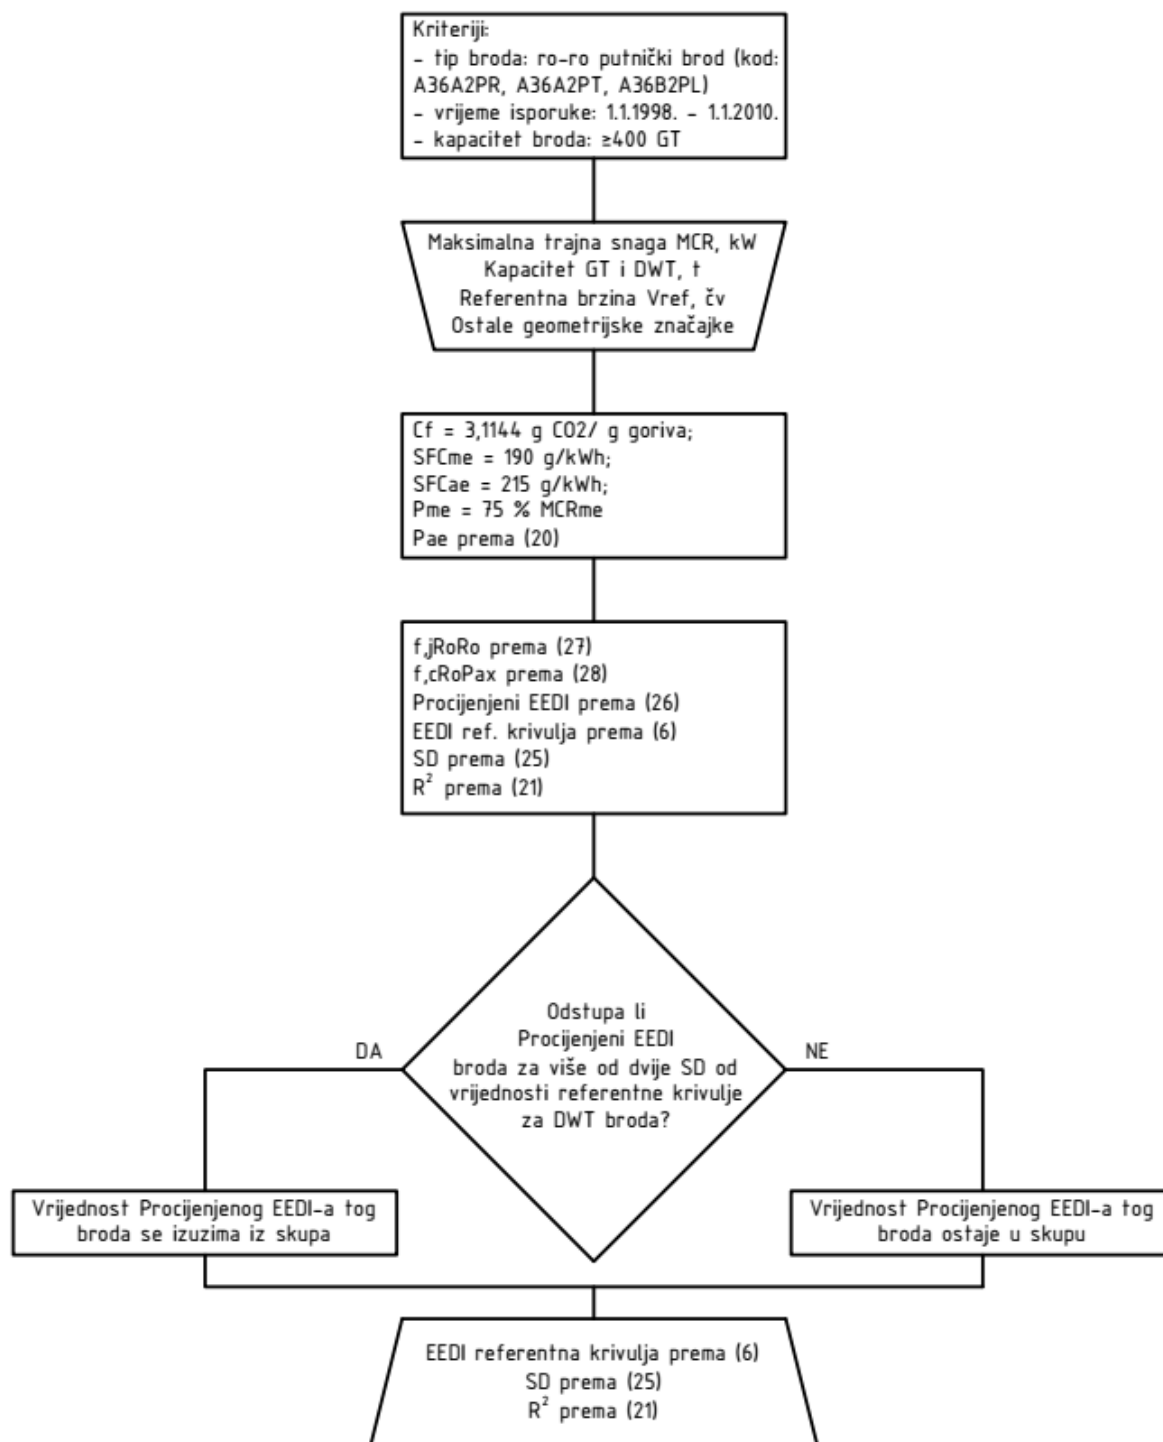 Kriteriji:
- tip broda: ro-ro putnički brod (kod:
A36A2PR, A36A2PT, A36B2PL)
- vrijeme isporuke: 1.1.1998. - 1.1.2010.
- kapacitet broda: ≥400 GT
Maksimalna trajna snaga MCR, kW
Kapacitet GT i DWT, t
Referentna brzina Vref, čv
Ostale geometrijske značajke
Cf = 3,1144 g CO2/ g goriva;
SFCme = 190 g/kWh;
SFCae = 215 g/kWh;
Pme = 75 % MCRme
Pae prema (20)
f,jRoRo prema (27)
f,cRoPax prema (28)
Procijenjeni EEDI prema (26)
EEDI ref. krivulja prema (6)
SD prema (25)
R² prema (21)
Odstupa li
Procijenjeni EEDI
broda za više od dvije SD od
vrijednosti referentne krivulje
za DWT broda?
DA
NE
Vrijednost Procijenjenog EEDI-a tog
broda se izuzima iz skupa
Vrijednost Procijenjenog EEDI-a tog
broda ostaje u skupu
EEDI referentna krivulja prema (6)
SD prema (25)
R² prema (21)